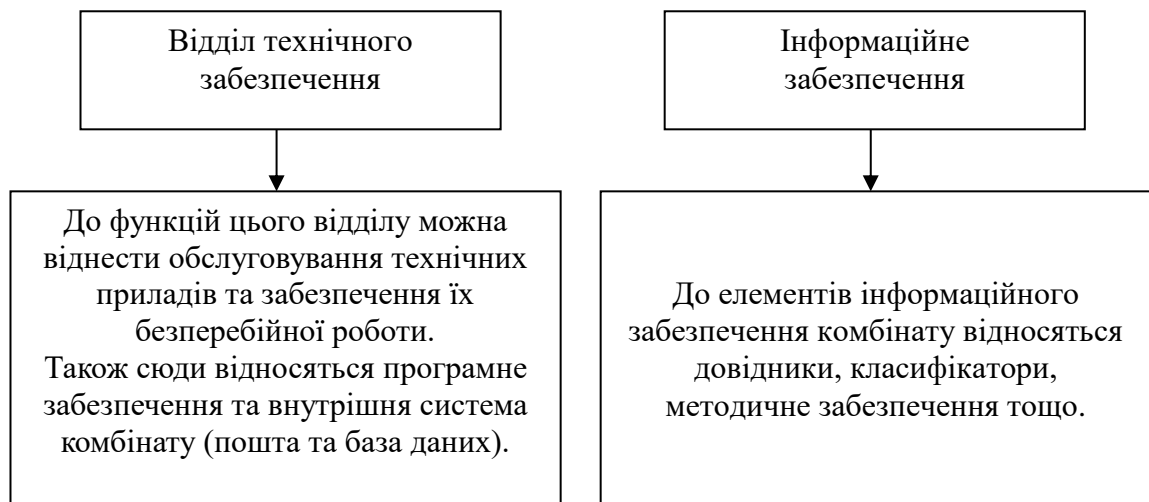 Відділ технічного
забезпечення
Інформаційне
забезпечення
До функцій цього відділу можна
віднести обслуговування технічних
приладів та забезпечення їх
безперебійної роботи.
Також сюди відносяться програмне
забезпечення та внутрішня система
комбінату (пошта та база даних).
До елементів інформаційного
забезпечення комбінату відносяться
довідники, класифікатори,
методичне забезпечення тощо.